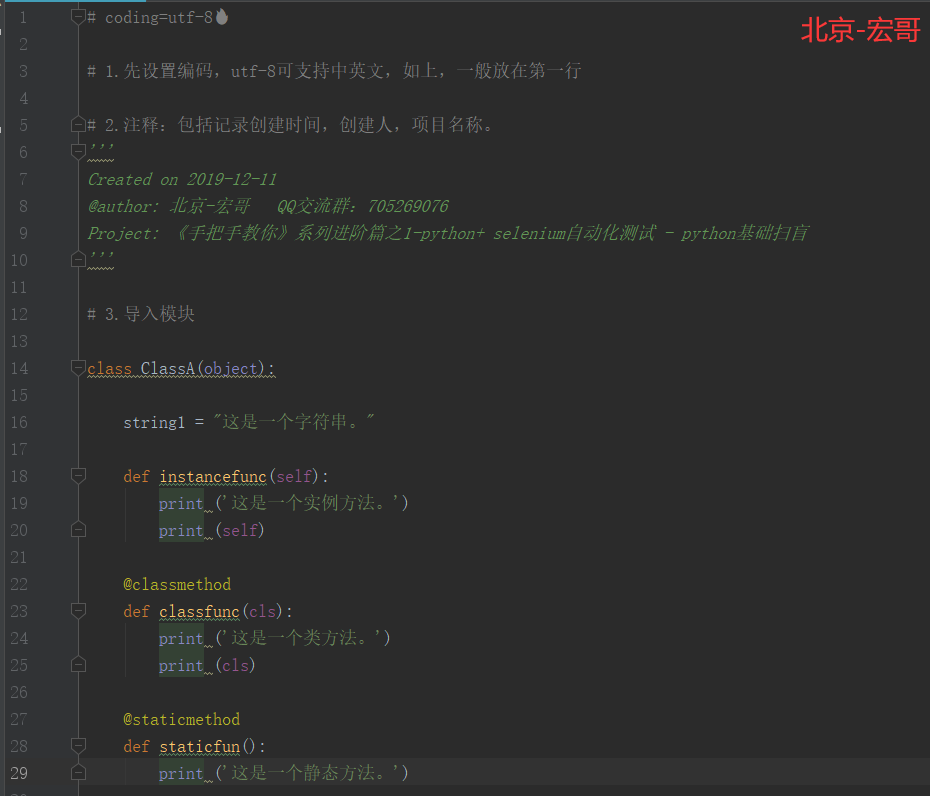 1 # coding=utf-8
北京-宏哥
2
3 # 1.先设置编码，utf-8可支持中英文，如上，一般放在第一行
4
5 # 2.注释：包括记录创建时间，创建人，项目名称。
6 '''
7 Created on 2019-12-11
8 @author: 北京-宏哥   QQ交流群：705269076
9 Project: 《手把手教你》系列进阶篇之1-python+ selenium自动化测试 - python基础扫盲
10 '''
11
12 # 3.导入模块
13
14 class ClassA(object):
15
16     string1 = "这是一个字符串。"
17
18     def instancefunc(self):
19         print ('这是一个实例方法。')
20         print (self)
21
22     @classmethod
23     def classfunc(cls):
24         print ('这是一个类方法。')
25         print (cls)
26
27     @staticmethod
28     def staticfun():
29         print ('这是一个静态方法。')